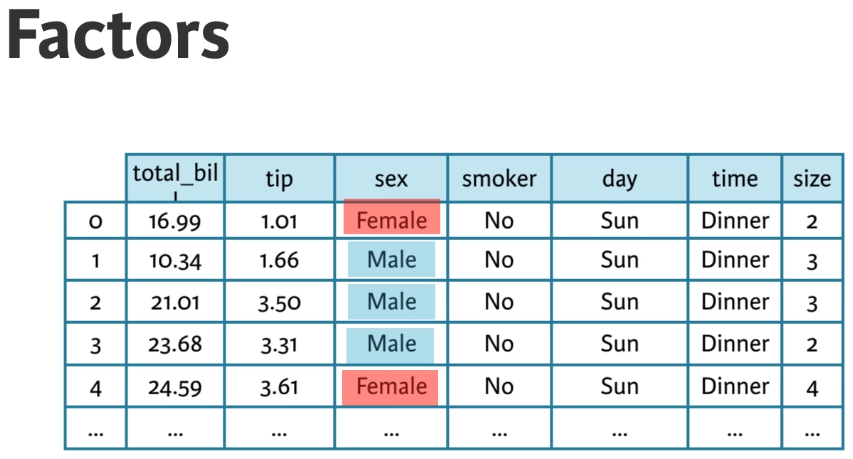 Factors
total_bil
l tip sex smoker day time size
0 16.99 1.01 Female No Sun Dinner 2
1 10.34 1.66 Male No Sun Dinner 3
2 21.01 3.50 Male No Sun Dinner 3
3 23.68 3.31 Male No Sun Dinner 2
4 24.59 3.61 Female No Sun Dinner 4
... ... ... ... ... ... ... ...